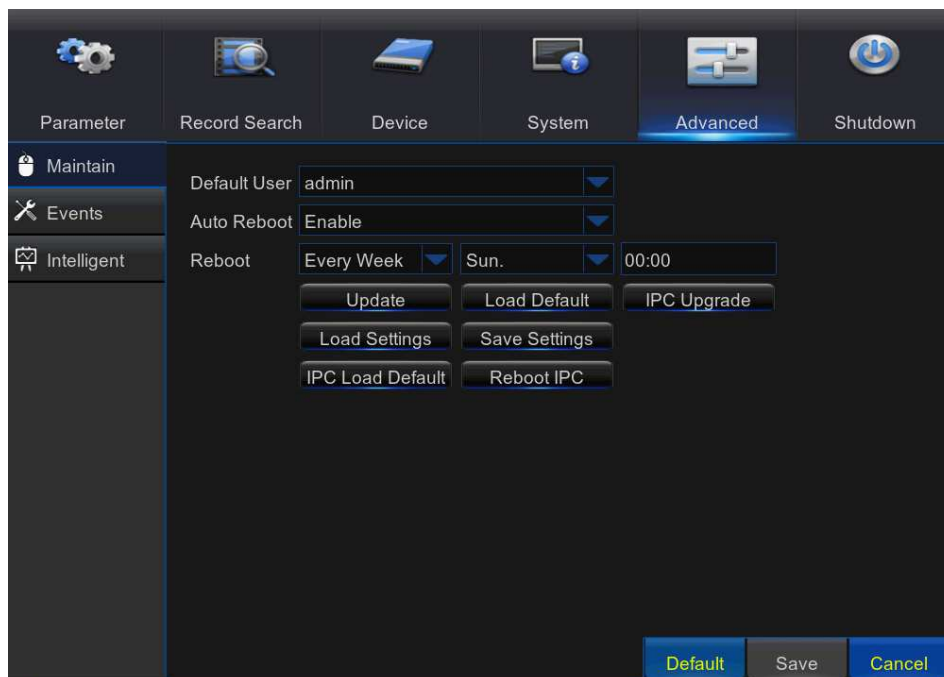 Parameter
Record Search
Device
System
Advanced
Shutdown
Maintain
Events
Intelligent
Default User admin
Auto Reboot Enable
Reboot Every Week Sun. 00:00
Update Load Default IPC Upgrade
Load Settings Save Settings
IPC Load Default Reboot IPC
Default Save Cancel